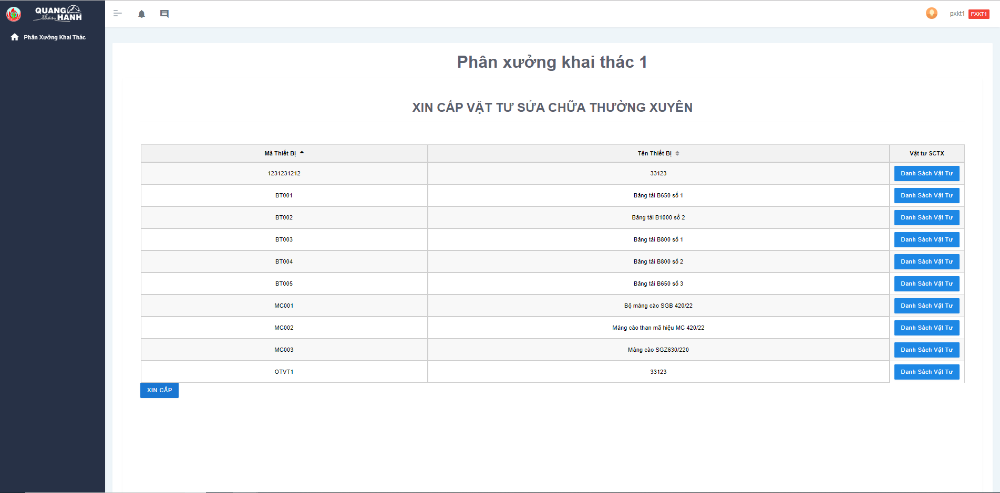 QUANG
than HANH
pxkt1 PXKT1
Phân Xưởng Khai Thác
Phân xưởng khai thác 1
XIN CẤP VẬT TƯ SỬA CHỮA THƯỜNG XUYÊN
Mã Thiết Bị Tên Thiết Bị Vật tư SCTX
1231231212 33123 Danh Sách Vật Tư
BT001 Băng tải B650 số 1 Danh Sách Vật Tư
BT002 Băng tải B1000 số 2 Danh Sách Vật Tư
BT003 Băng tải B800 số 1 Danh Sách Vật Tư
BT004 Băng tải B800 số 2 Danh Sách Vật Tư
BT005 Băng tải B650 số 3 Danh Sách Vật Tư
MC001 Bộ máng cào SGB 420/22 Danh Sách Vật Tư
MC002 Máng cào than mã hiệu MC 420/22 Danh Sách Vật Tư
MC003 Máng cào SGZ630/220 Danh Sách Vật Tư
OTVT1 33123 Danh Sách Vật Tư
XIN CẤP